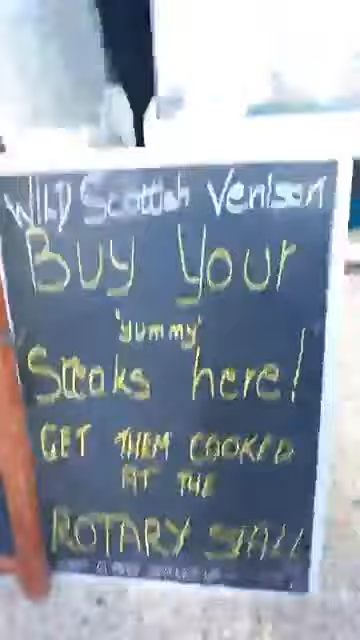 WILD Scottish Venison
Buy Your
'yummy'
Steaks here!
GET THEM COOKED
AT THE
ROTARY STALL